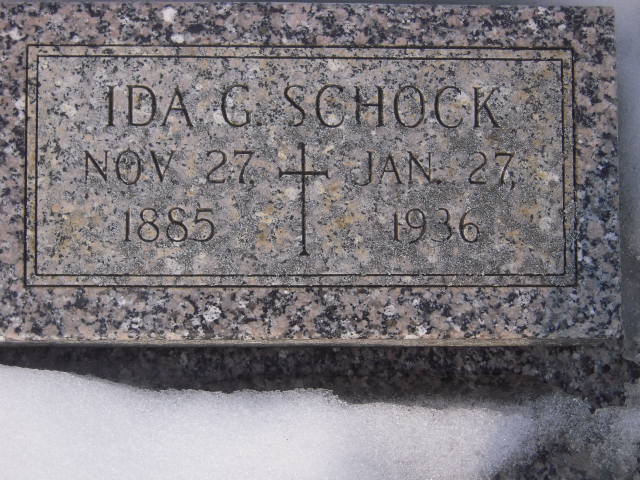 IDA G. SCHOCK
NOV. 27, JAN. 27,
1885 1936